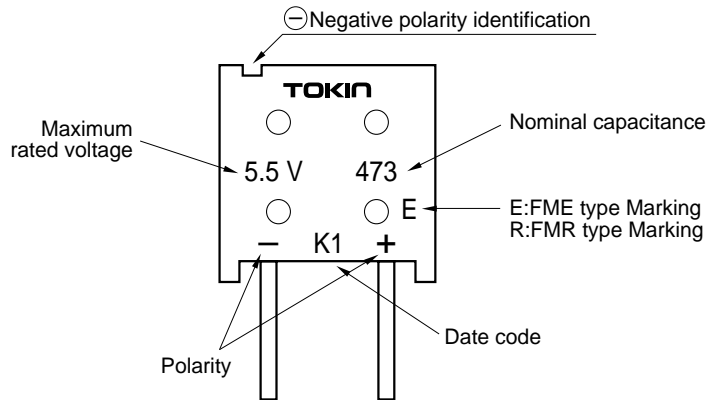 ⊖Negative polarity identification
TOKIN
Maximum
rated voltage
Nominal capacitance
5.5 V
473
E
E:FME type Marking
R:FMR type Marking
− K1 +
Date code
Polarity